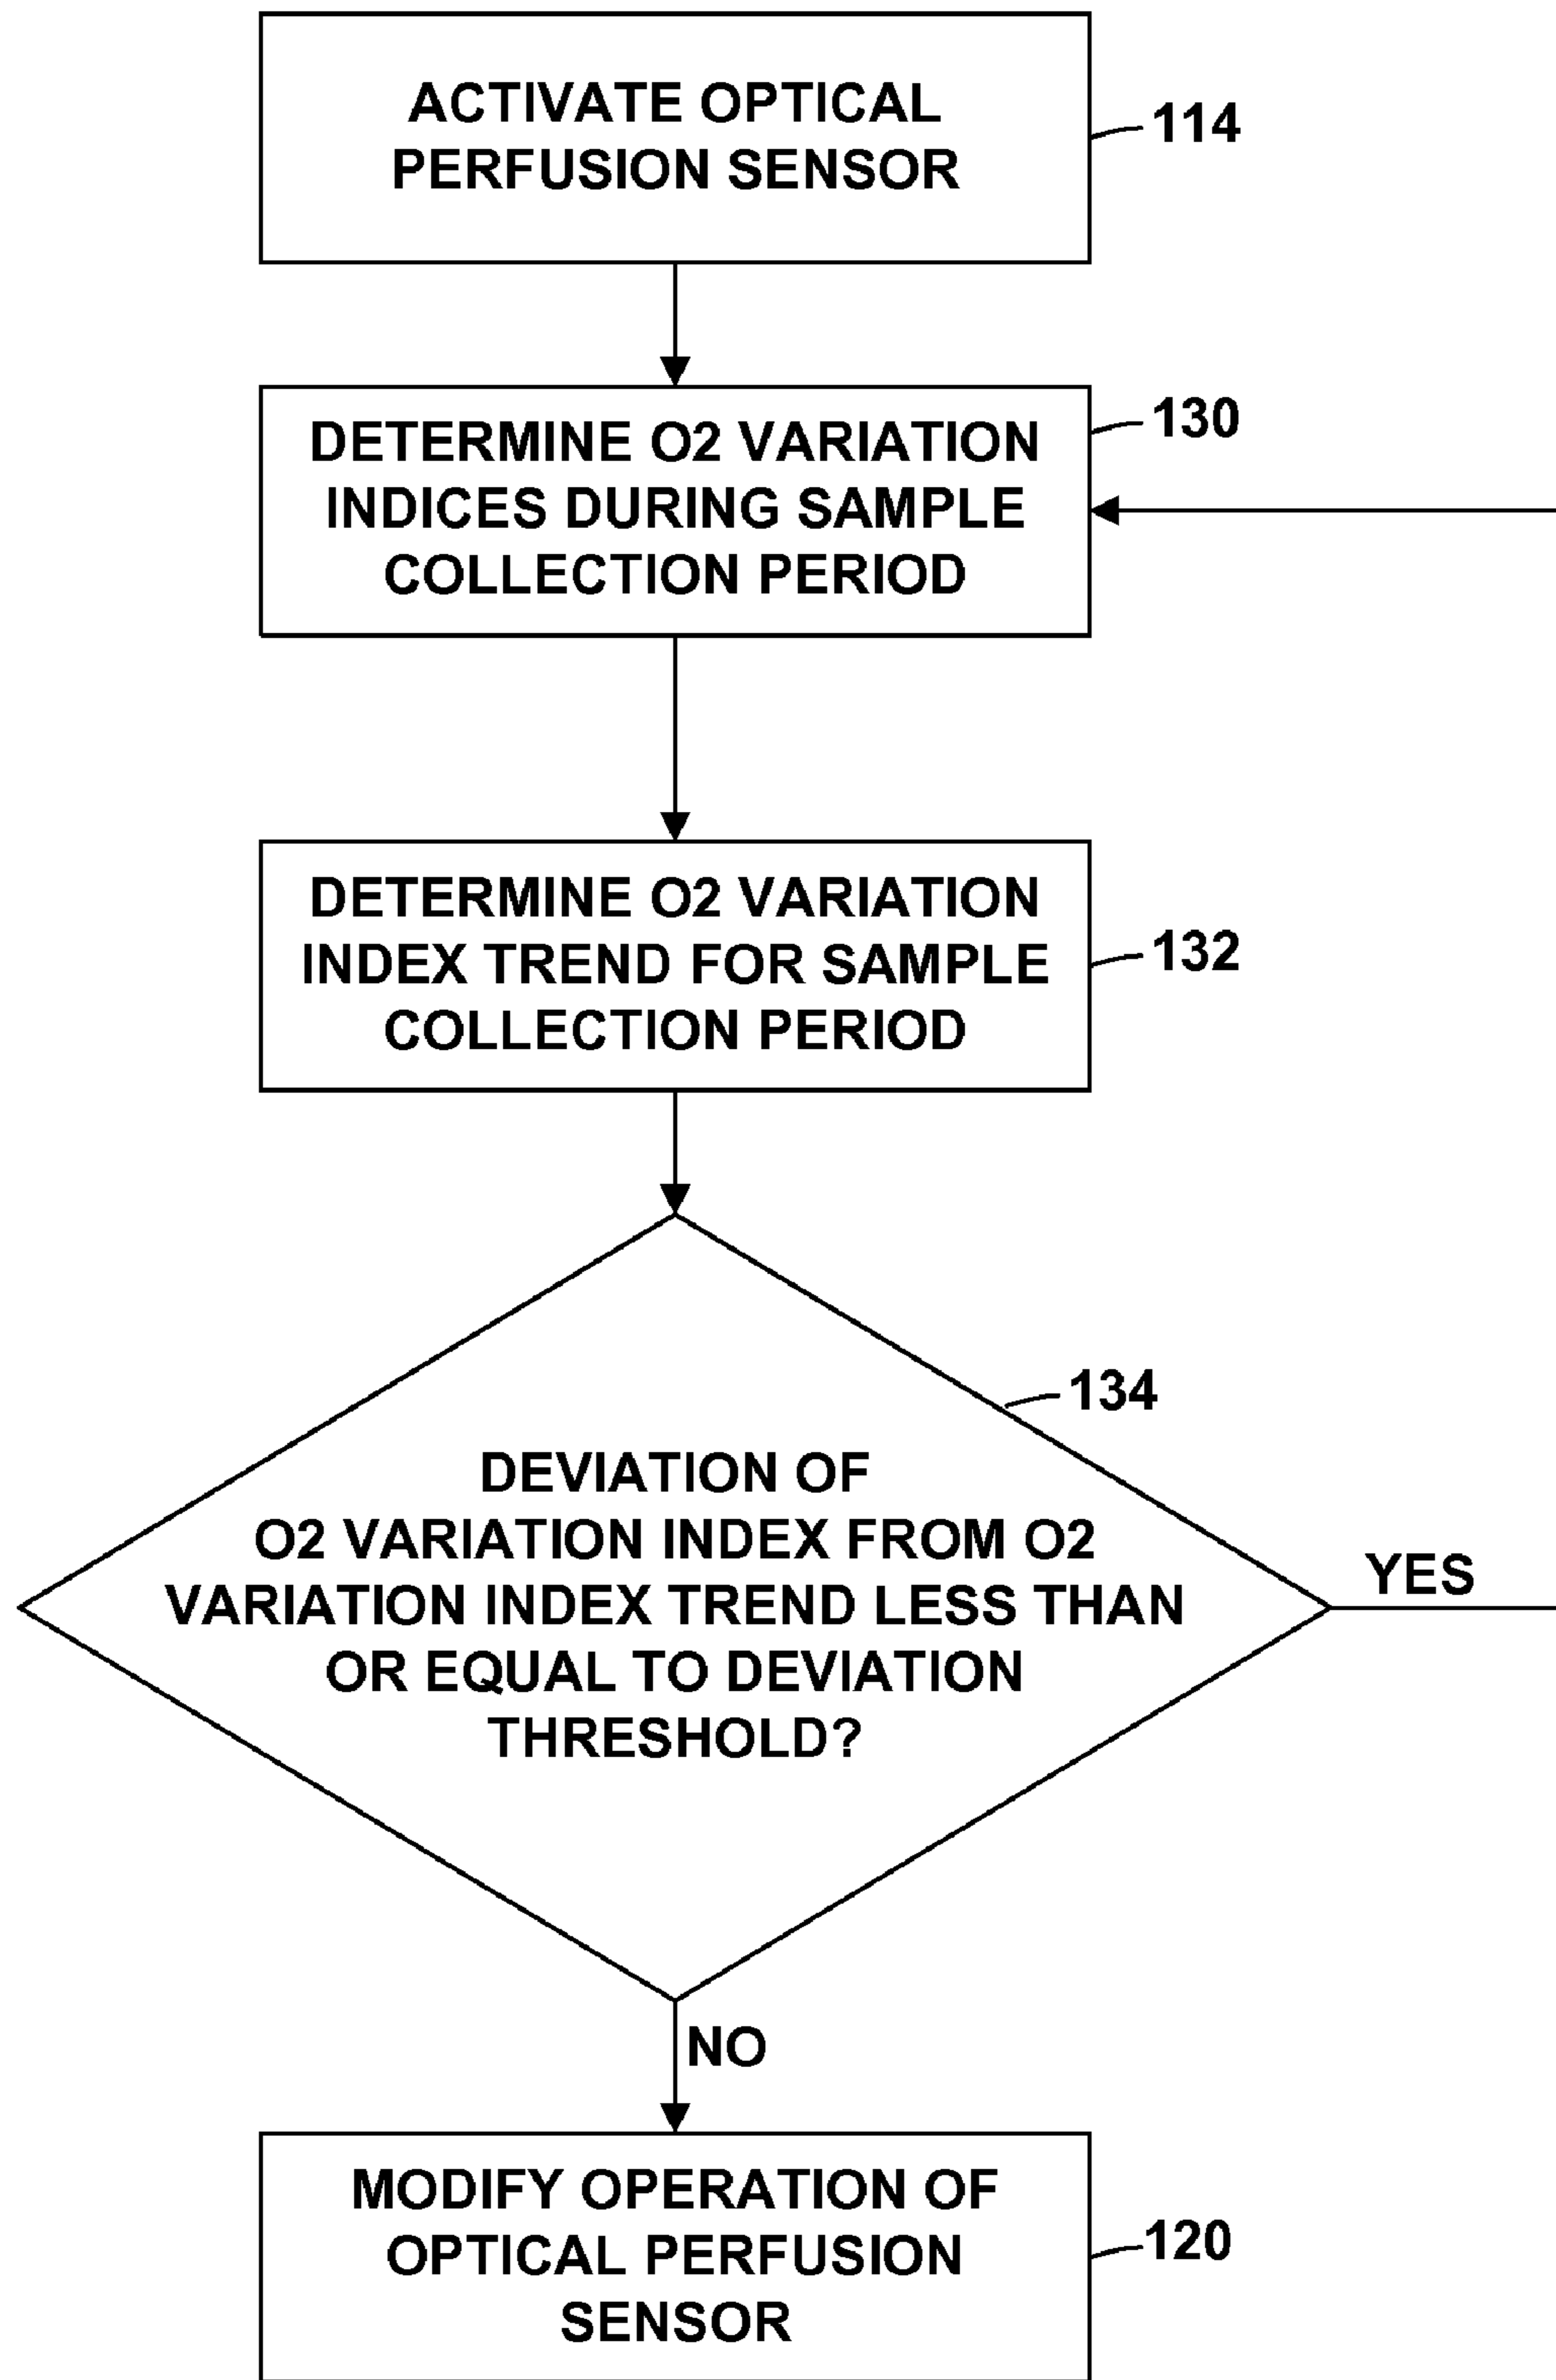 ACTIVATE OPTICAL
PERFUSION SENSOR
114
DETERMINE O2 VARIATION
INDICES DURING SAMPLE
COLLECTION PERIOD
130
DETERMINE O2 VARIATION
INDEX TREND FOR SAMPLE
COLLECTION PERIOD
132
134
DEVIATION OF
O2 VARIATION INDEX FROM O2
VARIATION INDEX TREND LESS THAN
OR EQUAL TO DEVIATION
THRESHOLD?
YES
NO
MODIFY OPERATION OF
OPTICAL PERFUSION
SENSOR
120